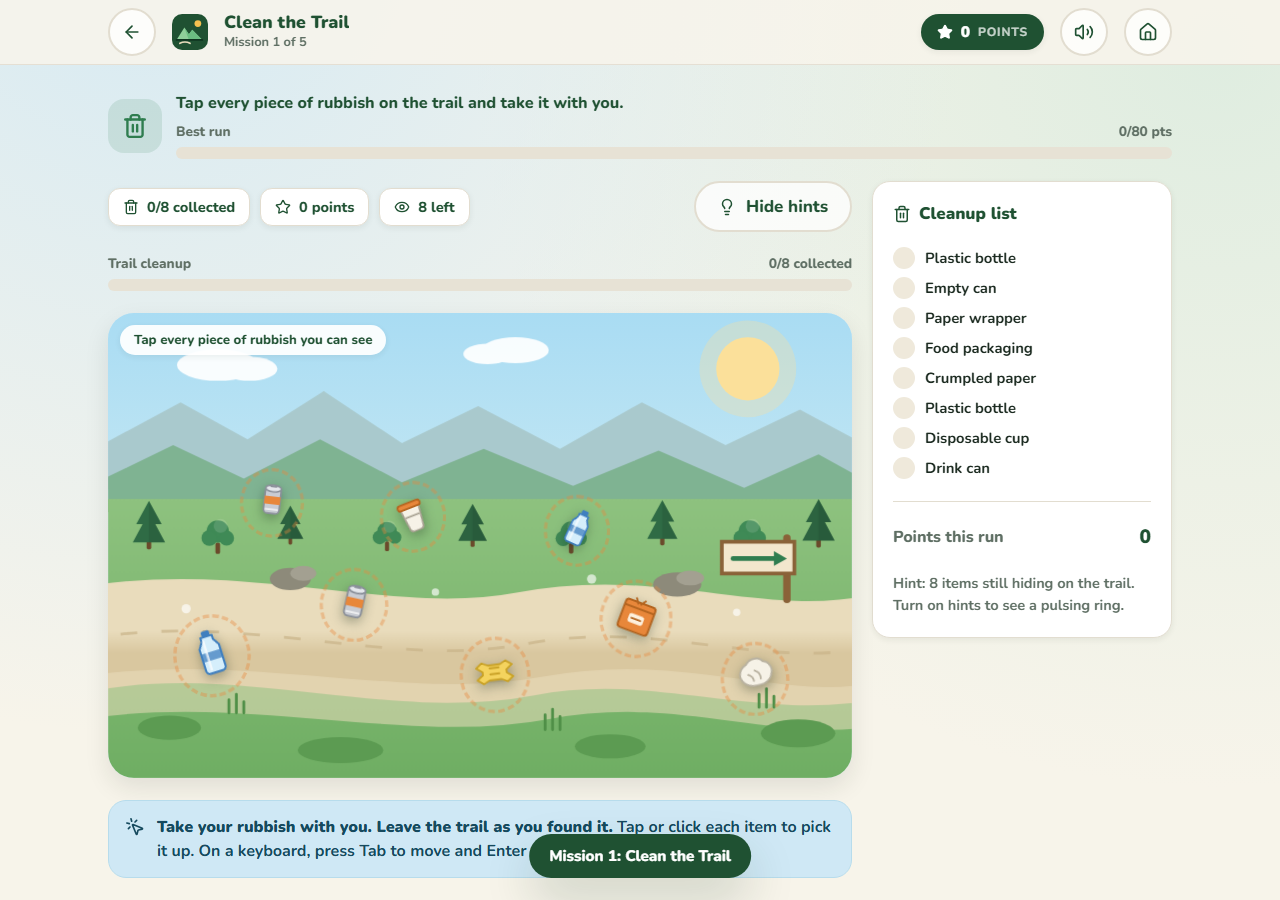 Clean the Trail
Mission 1 of 5
0 POINTS
Tap every piece of rubbish on the trail and take it with you.
Best run
0/80 pts
0/8 collected
0 points
8 left
Hide hints
Trail cleanup
0/8 collected
Tap every piece of rubbish you can see
Cleanup list
Plastic bottle
Empty can
Paper wrapper
Food packaging
Crumpled paper
Plastic bottle
Disposable cup
Drink can
Points this run
0
Hint: 8 items still hiding on the trail.
Turn on hints to see a pulsing ring.
Take your rubbish with you. Leave the trail as you found it. Tap or click each item to pick
it up. On a keyboard, press Tab to move and Enter
Mission 1: Clean the Trail